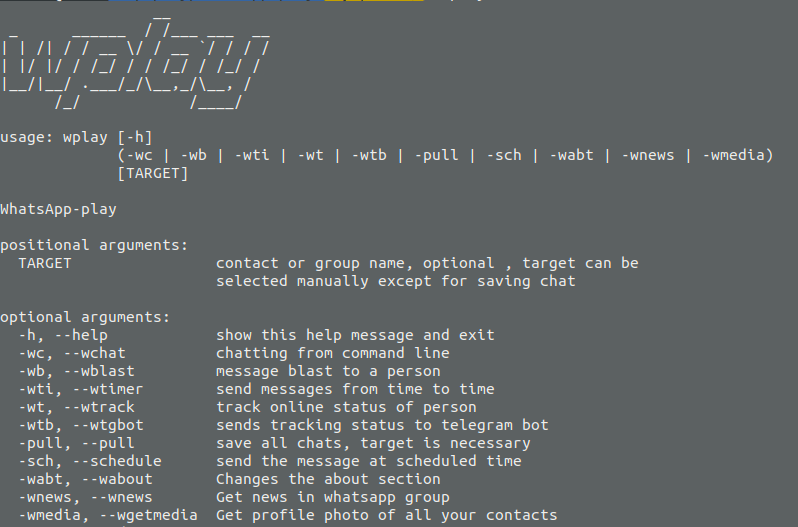 wplay
usage: wplay [-h]
(-wc | -wb | -wti | -wt | -wtb | -pull | -sch | -wabt | -wnews | -wmedia)
[TARGET]
WhatsApp-play
positional arguments:
TARGET contact or group name, optional , target can be
selected manually except for saving chat
optional arguments:
-h, --help show this help message and exit
-wc, --wchat chatting from command line
-wb, --wblast message blast to a person
-wti, --wtimer send messages from time to time
-wt, --wtrack track online status of person
-wtb, --wtgbot sends tracking status to telegram bot
-pull, --pull save all chats, target is necessary
-sch, --schedule send the message at scheduled time
-wabt, --wabout Changes the about section
-wnews, --wnews Get news in whatsapp group
-wmedia, --wgetmedia Get profile photo of all your contacts